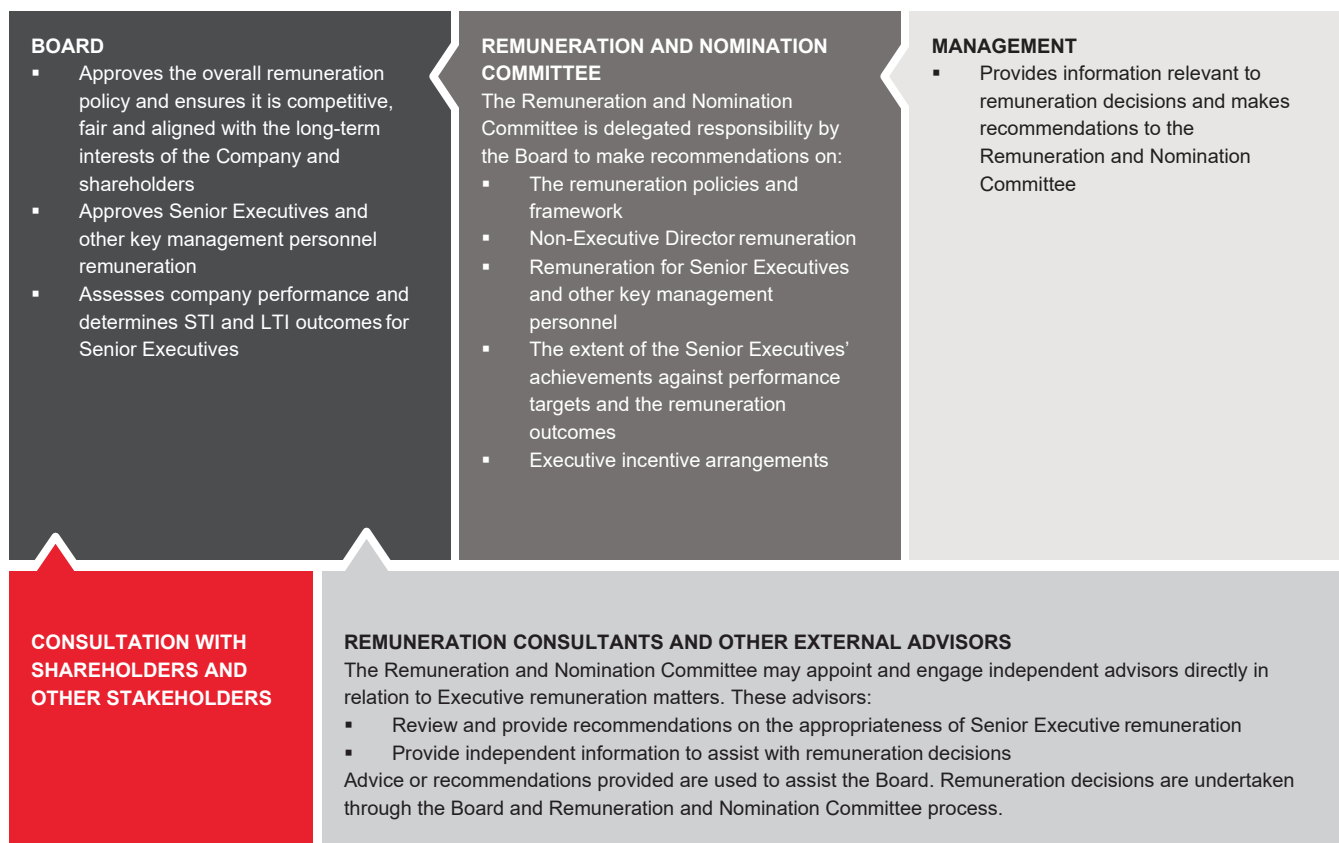 BOARD
▪ Approves the overall remuneration
policy and ensures it is competitive,
fair and aligned with the long-term
interests of the Company and
shareholders
▪ Approves Senior Executives and
other key management personnel
remuneration
▪ Assesses company performance and
determines STI and LTI outcomes for
Senior Executives
REMUNERATION AND NOMINATION
COMMITTEE
The Remuneration and Nomination
Committee is delegated responsibility by
the Board to make recommendations on:
▪ The remuneration policies and
framework
▪ Non-Executive Director remuneration
▪ Remuneration for Senior Executives
and other key management
personnel
▪ The extent of the Senior Executives’
achievements against performance
targets and the remuneration
outcomes
▪ Executive incentive arrangements
MANAGEMENT
▪ Provides information relevant to
remuneration decisions and makes
recommendations to the
Remuneration and Nomination
Committee
CONSULTATION WITH
SHAREHOLDERS AND
OTHER STAKEHOLDERS
REMUNERATION CONSULTANTS AND OTHER EXTERNAL ADVISORS
The Remuneration and Nomination Committee may appoint and engage independent advisors directly in
relation to Executive remuneration matters. These advisors:
▪ Review and provide recommendations on the appropriateness of Senior Executive remuneration
▪ Provide independent information to assist with remuneration decisions
Advice or recommendations provided are used to assist the Board. Remuneration decisions are undertaken
through the Board and Remuneration and Nomination Committee process.